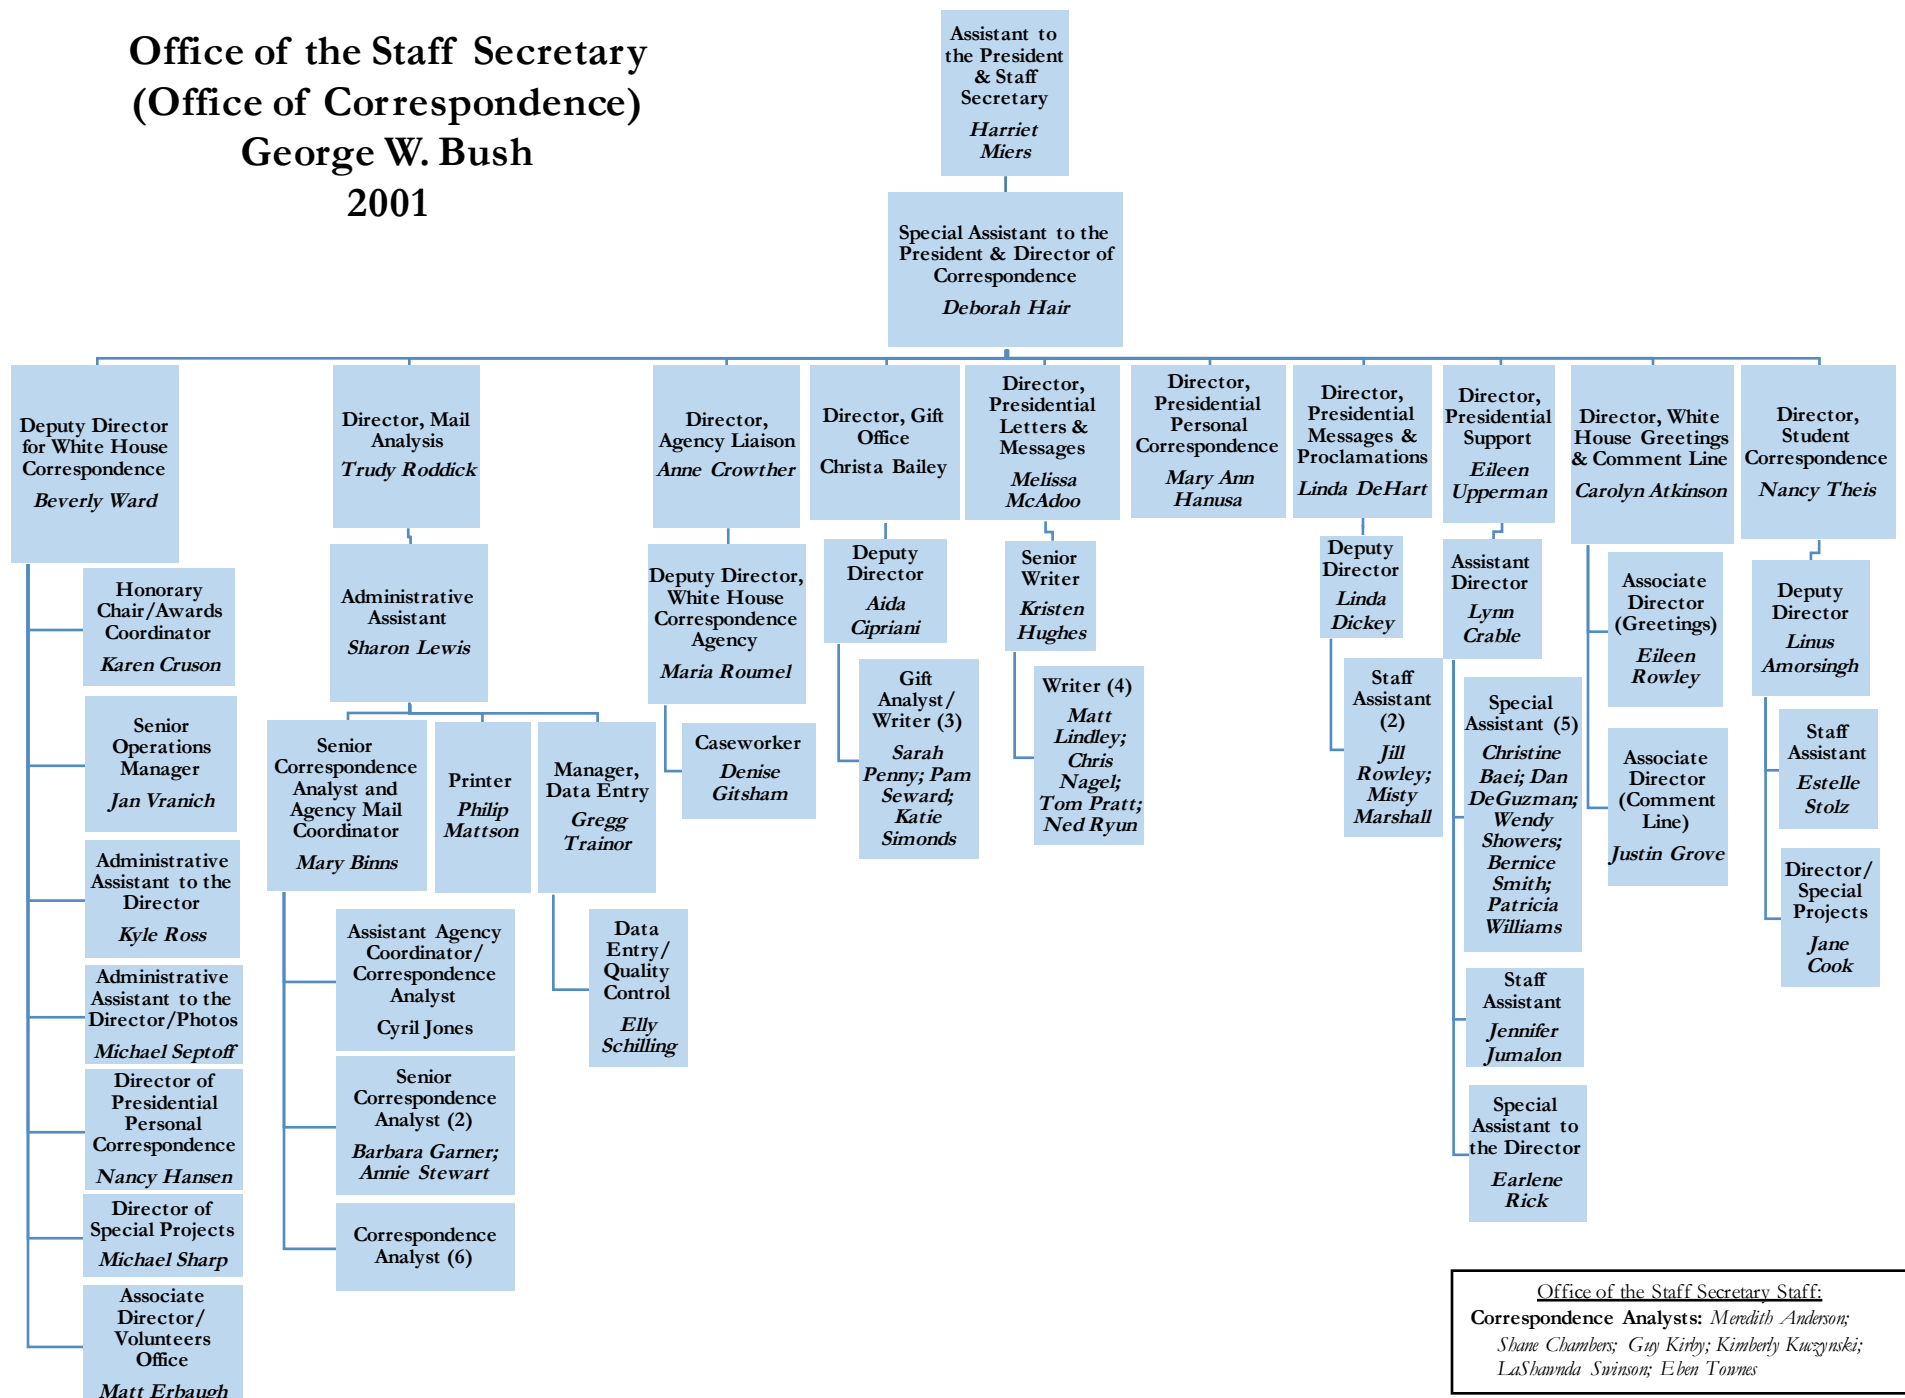 Office of the Staff Secretary
(Office of Correspondence)
George W. Bush
2001
Assistant to
the President
& Staff
Secretary
Harriet
Miers
Special Assistant to the
President & Director of
Correspondence
Deborah Hair
Deputy Director
for White House
Correspondence
Beverly Ward
Director, Mail
Analysis
Trudy Roddick
Director,
Agency Liaison
Anne Crowther
Director, Gift
Office
Christa Bailey
Director,
Presidential
Letters &
Messages
Melissa
McAdoo
Director,
Presidential
Personal
Correspondence
Mary Ann
Hanusa
Director,
Presidential
Messages &
Proclamations
Linda DeHart
Director,
Presidential
Support
Eileen
Upperman
Director, White
House Greetings
& Comment Line
Carolyn Atkinson
Director,
Student
Correspondence
Nancy Theis
Honorary
Chair/Awards
Coordinator
Karen Cruson
Senior
Operations
Manager
Jan Vranich
Administrative
Assistant to the
Director
Kyle Ross
Administrative
Assistant to the
Director/Photos
Michael Septoff
Director of
Presidential
Personal
Correspondence
Nancy Hansen
Director of
Special Projects
Michael Sharp
Associate
Director/
Volunteers
Office
Matt Erbaugh
Administrative
Assistant
Sharon Lewis
Senior
Correspondence
Analyst and
Agency Mail
Coordinator
Mary Binns
Printer
Philip
Mattson
Manager,
Data Entry
Gregg
Trainor
Assistant Agency
Coordinator/
Correspondence
Analyst
Cyril Jones
Senior
Correspondence
Analyst (2)
Barbara Garner;
Annie Stewart
Correspondence
Analyst (6)
Data
Entry/
Quality
Control
Elly
Schilling
Deputy Director,
White House
Correspondence
Agency
Maria Roumel
Caseworker
Denise
Gitsham
Deputy
Director
Aida
Cipriani
Gift
Analyst/
Writer (3)
Sarah
Penny; Pam
Seward;
Katie
Simonds
Senior
Writer
Kristen
Hughes
Writer (4)
Matt
Lindley;
Chris
Nagel;
Tom Pratt;
Ned Ryun
Deputy
Director
Linda
Dickey
Staff
Assistant
(2)
Jill
Rowley;
Misty
Marshall
Assistant
Director
Lynn
Crable
Special
Assistant (5)
Christine
Baei; Dan
DeGuzman;
Wendy
Showers;
Bernice
Smith;
Patricia
Williams
Staff
Assistant
Jennifer
Jumalon
Special
Assistant to
the Director
Earlene
Rick
Associate
Director
(Greetings)
Eileen
Rowley
Associate
Director
(Comment
Line)
Justin Grove
Deputy
Director
Linus
Amorsingh
Staff
Assistant
Estelle
Stolz
Director/
Special
Projects
Jane
Cook
Office of the Staff Secretary Staff:
Correspondence Analysts: Meredith Anderson;
Shane Chambers; Guy Kirby; Kimberly Kuczynski;
LaShawnda Swinson; Eben Townes